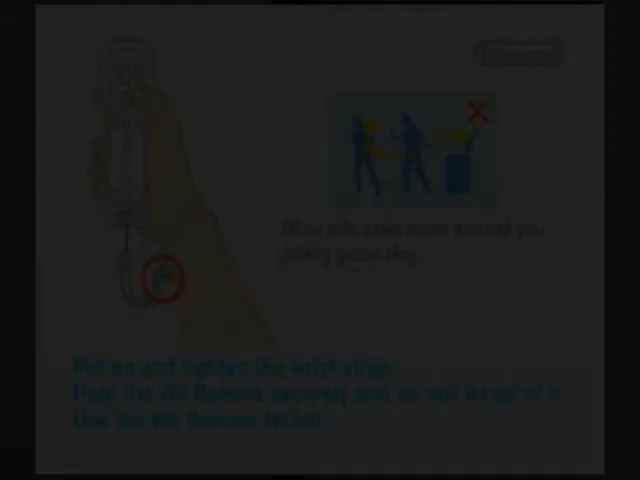 Nintendo
Allow adequate room around you
during game play.
Put on and tighten the wrist strap.
Hold the Wii Remote securely and do not let go of it.
Use the Wii Remote Jacket.